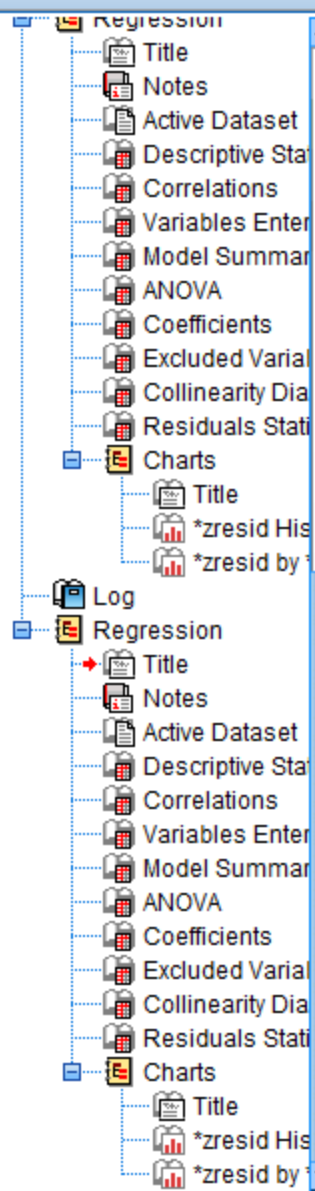 Regression
Title
Notes
Active Dataset
Descriptive Stat
Correlations
Variables Enter
Model Summar
ANOVA
Coefficients
Excluded Varial
Collinearity Dia
Residuals Stati
Charts
Title
*zresid His
*zresid by *
Log
Regression
Title
Notes
Active Dataset
Descriptive Stat
Correlations
Variables Enter
Model Summar
ANOVA
Coefficients
Excluded Varial
Collinearity Dia
Residuals Stati
Charts
Title
*zresid His
*zresid by *